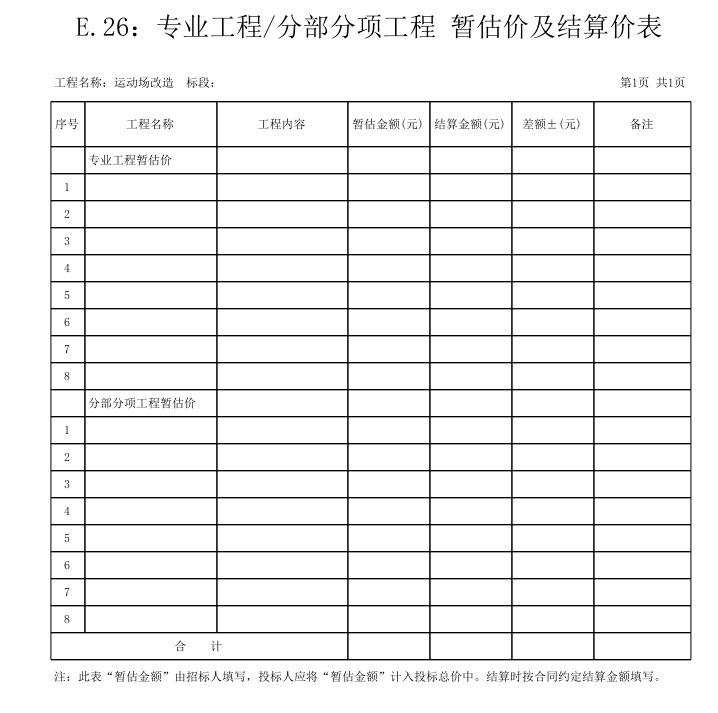 E.26：专业工程/分部分项工程 暂估价及结算价表
工程名称：运动场改造 标段： 第1页 共1页
序号 工程名称 工程内容 暂估金额(元) 结算金额(元) 差额±(元) 备注
专业工程暂估价
1
2
3
4
5
6
7
8
分部分项工程暂估价
1
2
3
4
5
6
7
8
合 计
注：此表“暂估金额”由招标人填写，投标人应将“暂估金额”计入投标总价中。结算时按合同约定结算金额填写。